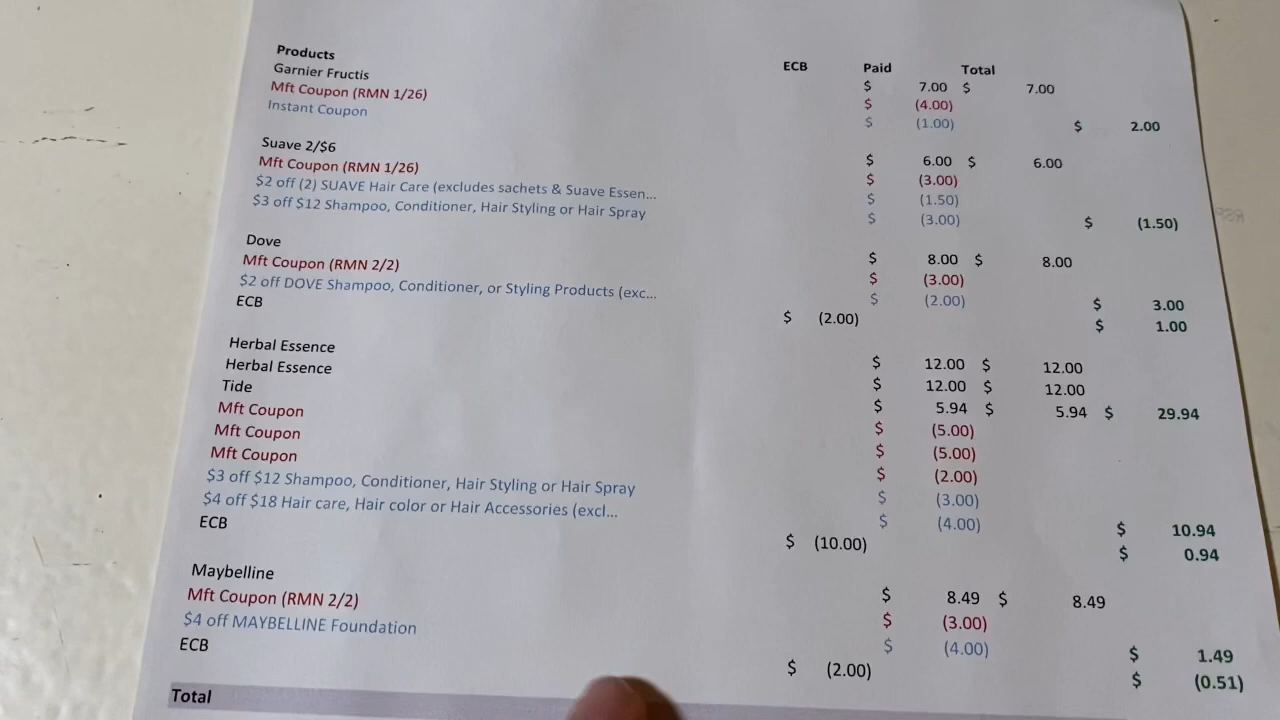 Products ECB Paid Total
Garnier Fructis $ 7.00 $ 7.00
Mft Coupon (RMN 1/26) $ (4.00)
Instant Coupon $ (1.00) $ 2.00
Suave 2/$6 $ 6.00 $ 6.00
Mft Coupon (RMN 1/26) $ (3.00)
$2 off (2) SUAVE Hair Care (excludes sachets & Suave Essen... $ (1.50)
$3 off $12 Shampoo, Conditioner, Hair Styling or Hair Spray $ (3.00) $ (1.50)
Dove $ 8.00 $ 8.00
Mft Coupon (RMN 2/2) $ (3.00)
$2 off DOVE Shampoo, Conditioner, or Styling Products (exc... $ (2.00) $ 3.00
ECB $ (2.00) $ 1.00
Herbal Essence $ 12.00 $ 12.00
Herbal Essence $ 12.00 $ 12.00
Tide $ 5.94 $ 5.94 $ 29.94
Mft Coupon $ (5.00)
Mft Coupon $ (5.00)
Mft Coupon $ (2.00)
$3 off $12 Shampoo, Conditioner, Hair Styling or Hair Spray $ (3.00)
$4 off $18 Hair care, Hair color or Hair Accessories (excl... $ (4.00) $ 10.94
ECB $ (10.00) $ 0.94
Maybelline $ 8.49 $ 8.49
Mft Coupon (RMN 2/2) $ (3.00)
$4 off MAYBELLINE Foundation $ (4.00) $ 1.49
ECB $ (2.00) $ (0.51)
Total